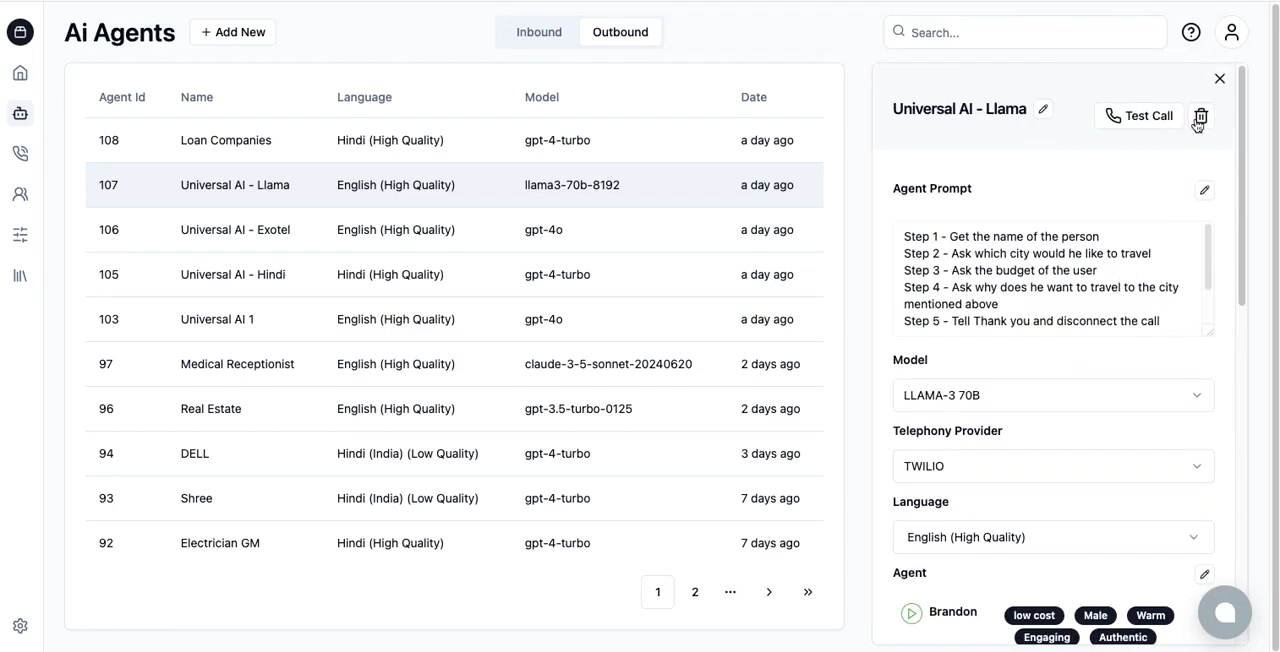 Ai Agents
+ Add New
Inbound
Outbound
Search...
Agent Id Name Language Model Date
108 Loan Companies Hindi (High Quality) gpt-4-turbo a day ago
107 Universal AI - Llama English (High Quality) llama3-70b-8192 a day ago
106 Universal AI - Exotel English (High Quality) gpt-4o a day ago
105 Universal AI - Hindi Hindi (High Quality) gpt-4-turbo a day ago
103 Universal AI 1 English (High Quality) gpt-4o a day ago
97 Medical Receptionist English (High Quality) claude-3-5-sonnet-20240620 2 days ago
96 Real Estate English (High Quality) gpt-3.5-turbo-0125 2 days ago
94 DELL Hindi (India) (Low Quality) gpt-4-turbo 3 days ago
93 Shree Hindi (India) (Low Quality) gpt-4-turbo 7 days ago
92 Electrician GM Hindi (High Quality) gpt-4-turbo 7 days ago
1 2 ··· > »
Universal AI - Llama
Test Call
Agent Prompt
Step 1 - Get the name of the person
Step 2 - Ask which city would he like to travel
Step 3 - Ask the budget of the user
Step 4 - Ask why does he want to travel to the city
mentioned above
Step 5 - Tell Thank you and disconnect the call
Model
LLAMA-3 70B
Telephony Provider
TWILIO
Language
English (High Quality)
Agent
Brandon low cost Male Warm
Engaging Authentic